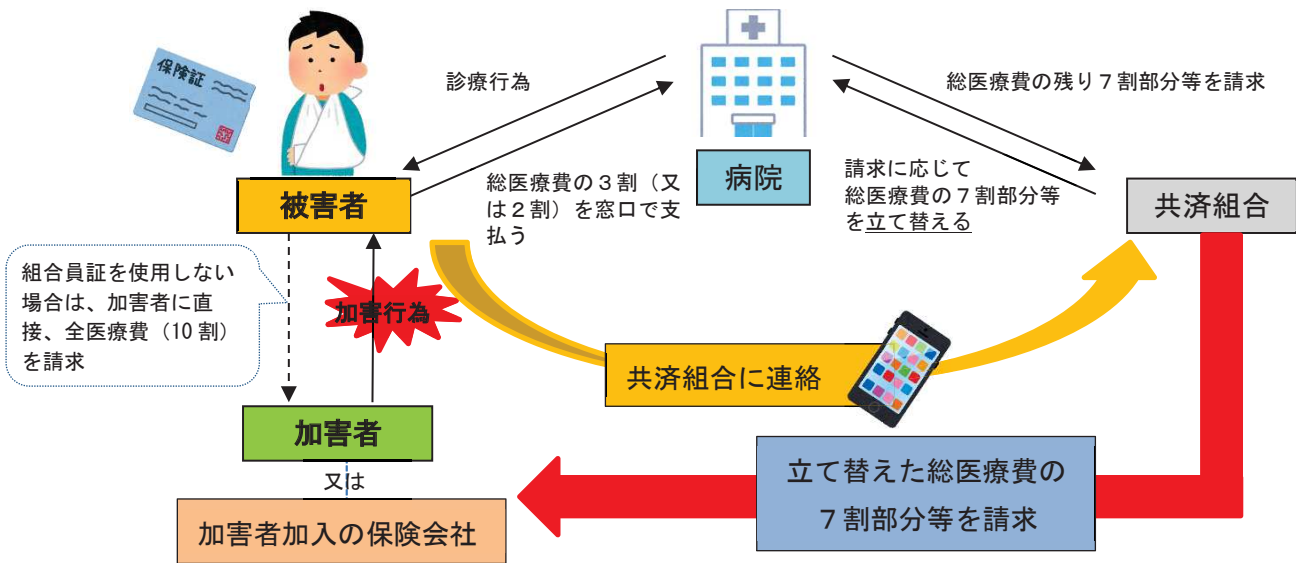 保険証
診療行為
総医療費の残り７割部分等を請求
病院
被害者
総医療費の３割（又
は２割）を窓口で支
払う
請求に応じて
総医療費の７割部分等
を立て替える
共済組合
組合員証を使用しない
場合は、加害者に直
接、全医療費（10 割）
を請求
加害行為
共済組合に連絡
加害者
又は
加害者加入の保険会社
立て替えた総医療費の
７割部分等を請求